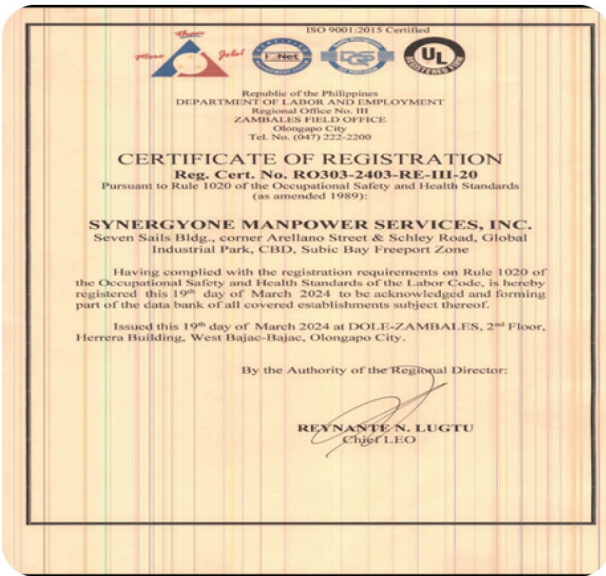 ISO 9001:2015 Certified
More Jobs!
UL
Republic of the Philippines
DEPARTMENT OF LABOR AND EMPLOYMENT
Regional Office No. III
ZAMBALES FIELD OFFICE
Olongapo City
Tel. No. (047) 222-2200
CERTIFICATE OF REGISTRATION
Reg. Cert. No. RO303-2403-RE-III-20
Pursuant to Rule 1020 of the Occupational Safety and Health Standards
(as amended 1989):
SYNERGYONE MANPOWER SERVICES, INC.
Seven Sails Bldg., corner Arellano Street & Schley Road, Global
Industrial Park, CBD, Subic Bay Freeport Zone
Having complied with the registration requirements on Rule 1020 of
the Occupational Safety and Health Standards of the Labor Code, is hereby
registered this 19th day of March 2024 to be acknowledged and forming
part of the data bank of all covered establishments subject thereof.
Issued this 19th day of March 2024 at DOLE-ZAMBALES, 2nd Floor,
Herrera Building, West Bajac-Bajac, Olongapo City.
By the Authority of the Regional Director:
REYNANTE N. LUGTU
Chief LEO